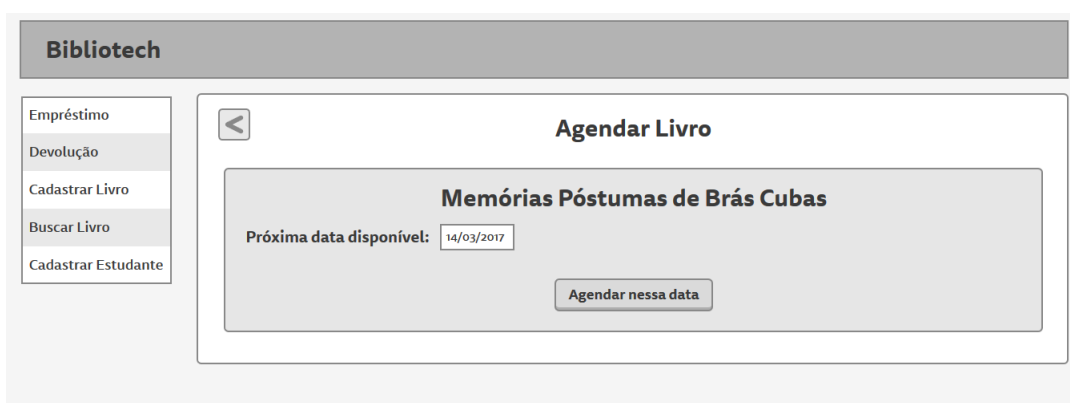 Bibliotech
Empréstimo
Devolução
Cadastrar Livro
Buscar Livro
Cadastrar Estudante
<
Agendar Livro
Memórias Póstumas de Brás Cubas
Próxima data disponível: 14/03/2017
Agendar nessa data